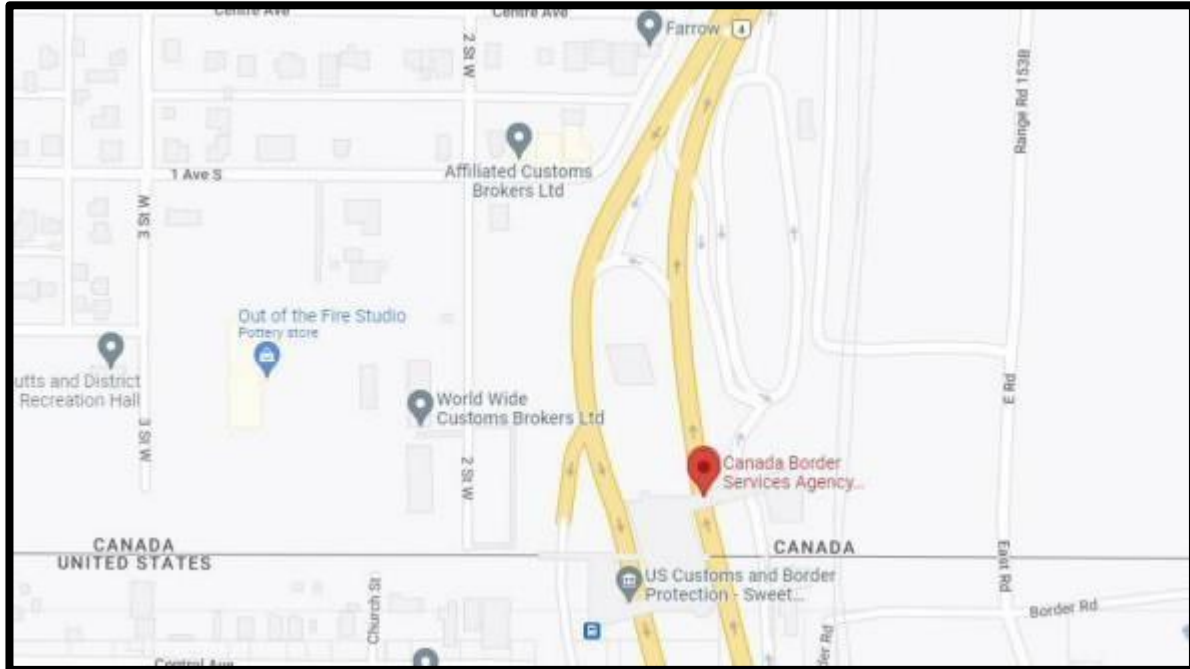 Centre Ave
Centre Ave
Farrow
4
2 St W
Range Rd 153B
Affiliated Customs
Brokers Ltd
1 Ave S
3 St W
Out of the Fire Studio
Pottery store
utts and District
Recreation Hall
World Wide
Customs Brokers Ltd
E Rd
3 St W
2 St W
Canada Border
Services Agency...
CANADA
UNITED STATES
CANADA
East Rd
US Customs and Border
Protection - Sweet...
Church St
Border Rd
der Rd
Central Ave